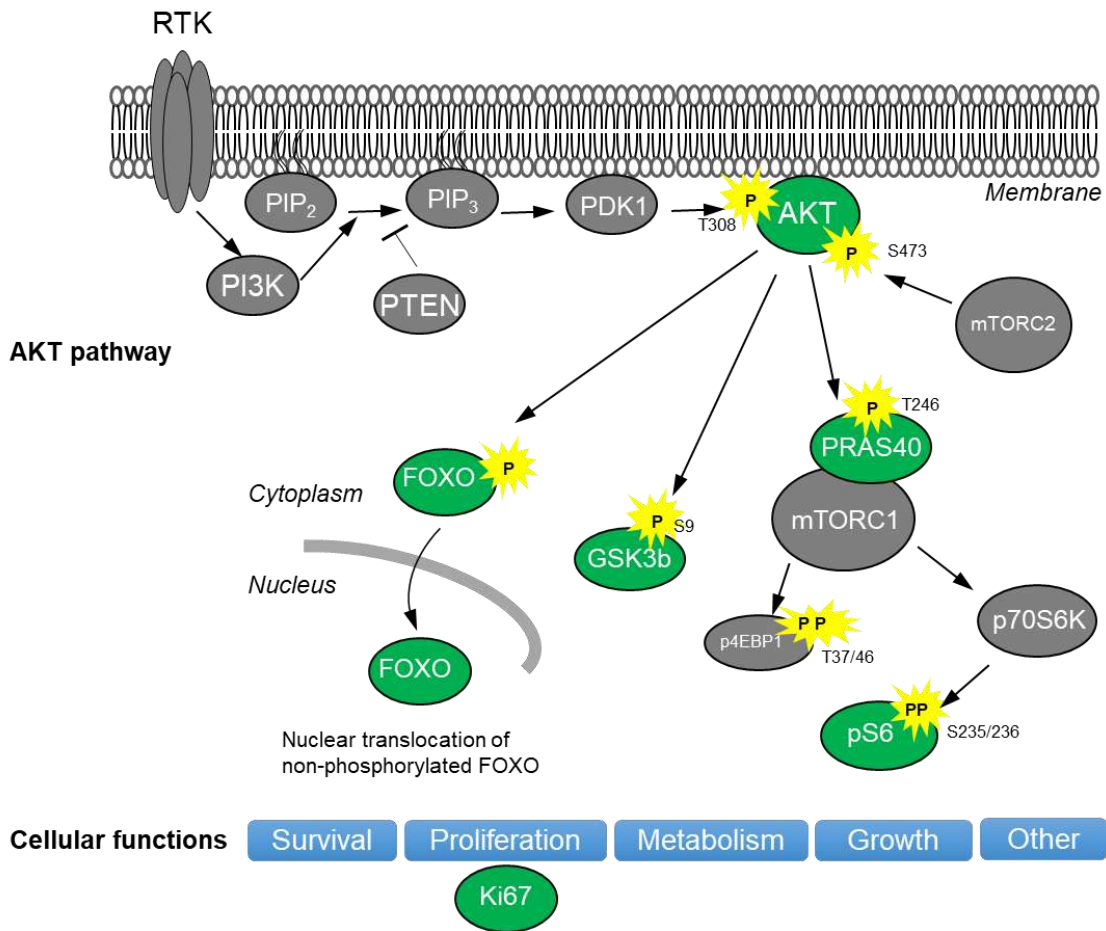 RTK
Membrane
PIP2
PIP3
PDK1
P
AKT
T308
P
S473
PI3K
PTEN
mTORC2
AKT pathway
P
T246
PRAS40
FOXO
P
Cytoplasm
mTORC1
P
S9
GSK3b
Nucleus
p4EBP1
P P
T37/46
p70S6K
FOXO
PP
pS6
S235/236
Nuclear translocation of
non-phosphorylated FOXO
Cellular functions
Survival
Proliferation
Metabolism
Growth
Other
Ki67